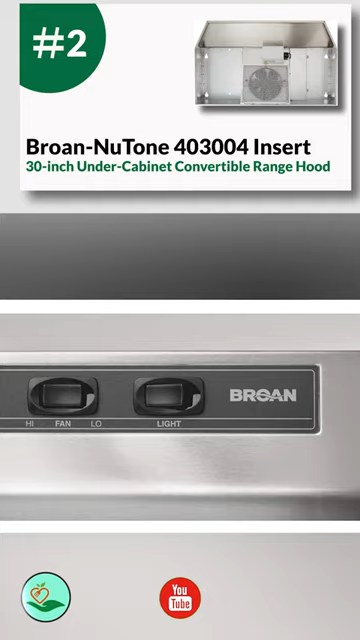 #2
Broan-NuTone 403004 Insert
30-inch Under-Cabinet Convertible Range Hood
BROAN
HI FAN LO LIGHT
You
Tube